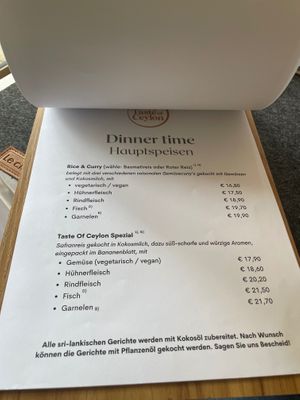 Taste of
Ceylon
Dinner time
Hauptspeisen
Rice & Curry (wähle: Basmatireis oder Roter Reis)
belegt mit drei verschiedenen saisonalen Gemüsecurry's gekocht mit Gewürzen
und Kokosmilch, mit
• vegetarisch / vegan € 16,50
• Hühnerfleisch € 17,50
• Rindfleisch € 18,90
• Fisch € 19,70
• Garnelen € 19,90
Taste Of Ceylon Spezial
Safranreis gekocht in Kokosmilch, dazu süß-scharfe und würzige Aromen,
eingepackt im Bananenblatt, mit
• Gemüse (vegetarisch / vegan) € 17,90
• Hühnerfleisch € 18,60
• Rindfleisch € 20,20
• Fisch € 21,50
• Garnelen € 21,70
Alle sri-lankischen Gerichte werden mit Kokosöl zubereitet. Nach Wunsch
können die Gerichte mit Pflanzenöl gekocht werden. Sagen Sie uns Bescheid!